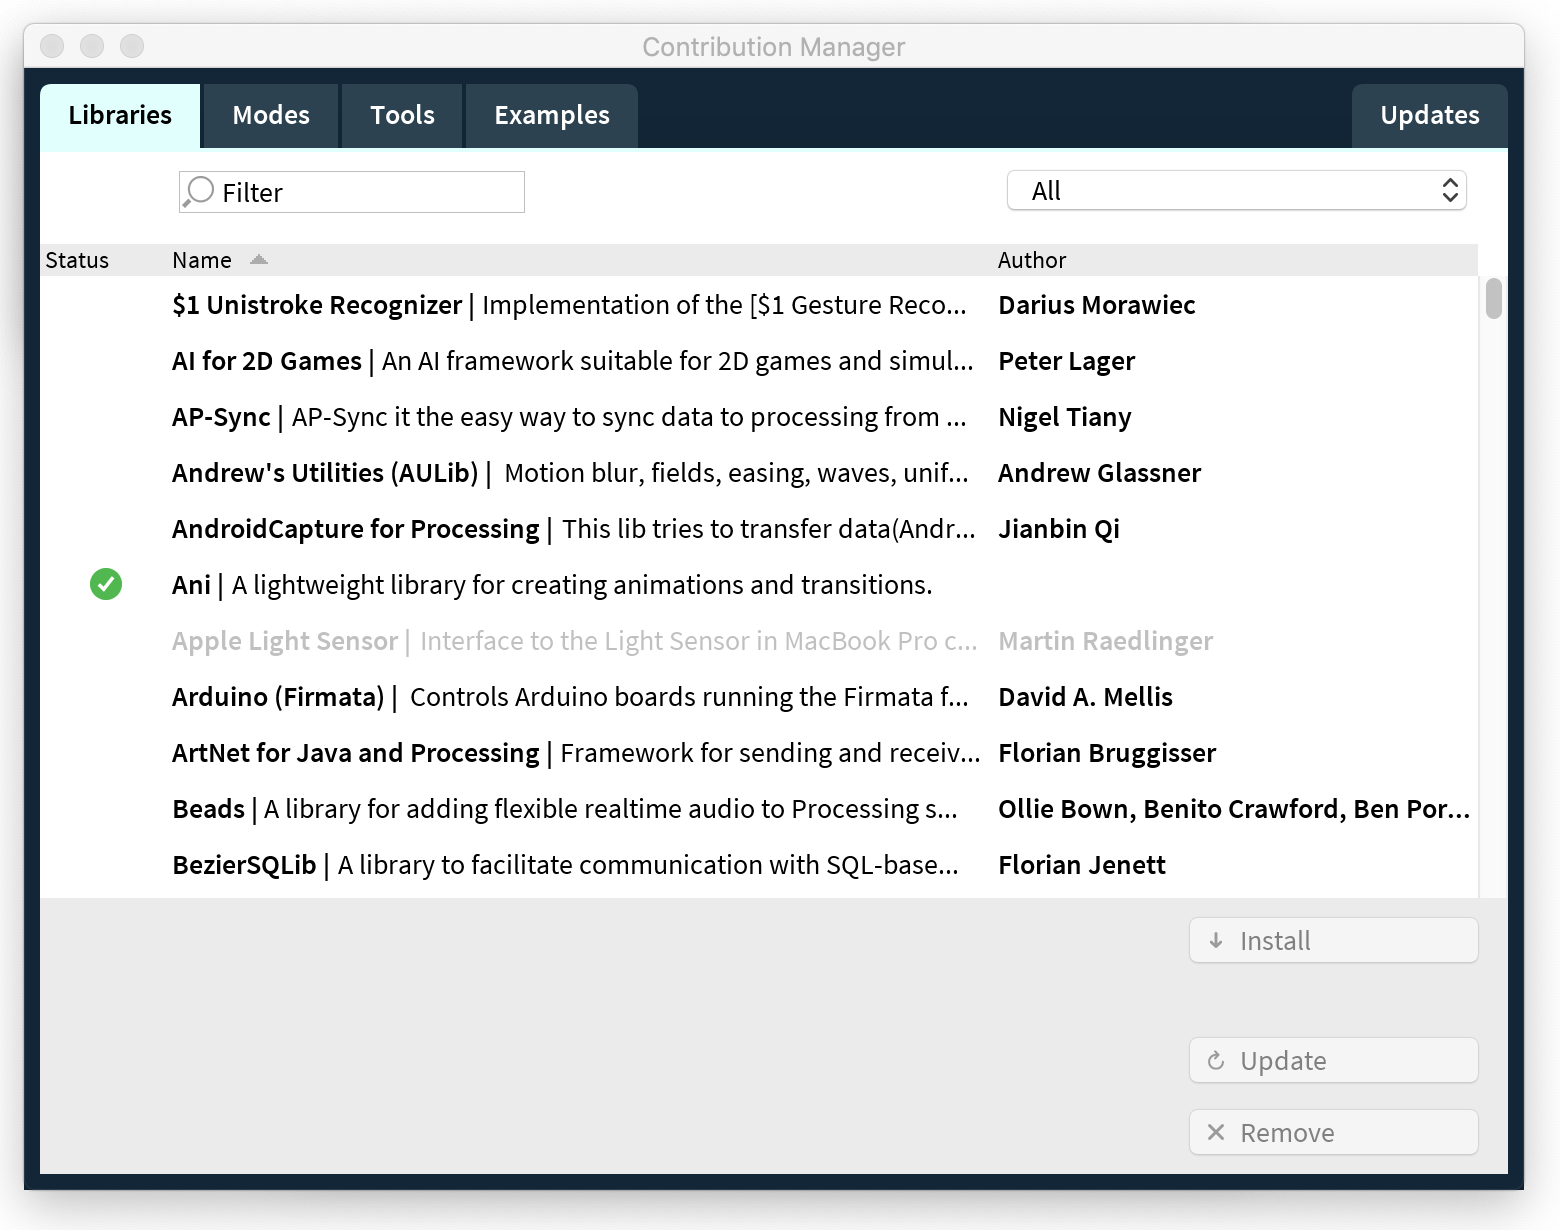 Contribution Manager
Libraries Modes Tools Examples Updates
Filter All
Status Name Author
$1 Unistroke Recognizer | Implementation of the [$1 Gesture Reco... Darius Morawiec
AI for 2D Games | An AI framework suitable for 2D games and simul... Peter Lager
AP-Sync | AP-Sync it the easy way to sync data to processing from ... Nigel Tiany
Andrew's Utilities (AULib) | Motion blur, fields, easing, waves, unif... Andrew Glassner
AndroidCapture for Processing | This lib tries to transfer data(Andr... Jianbin Qi
Ani | A lightweight library for creating animations and transitions.
Apple Light Sensor | Interface to the Light Sensor in MacBook Pro c... Martin Raedlinger
Arduino (Firmata) | Controls Arduino boards running the Firmata f... David A. Mellis
ArtNet for Java and Processing | Framework for sending and receiv... Florian Bruggisser
Beads | A library for adding flexible realtime audio to Processing s... Ollie Bown, Benito Crawford, Ben Por...
BezierSQLib | A library to facilitate communication with SQL-base... Florian Jenett
Install
Update
Remove